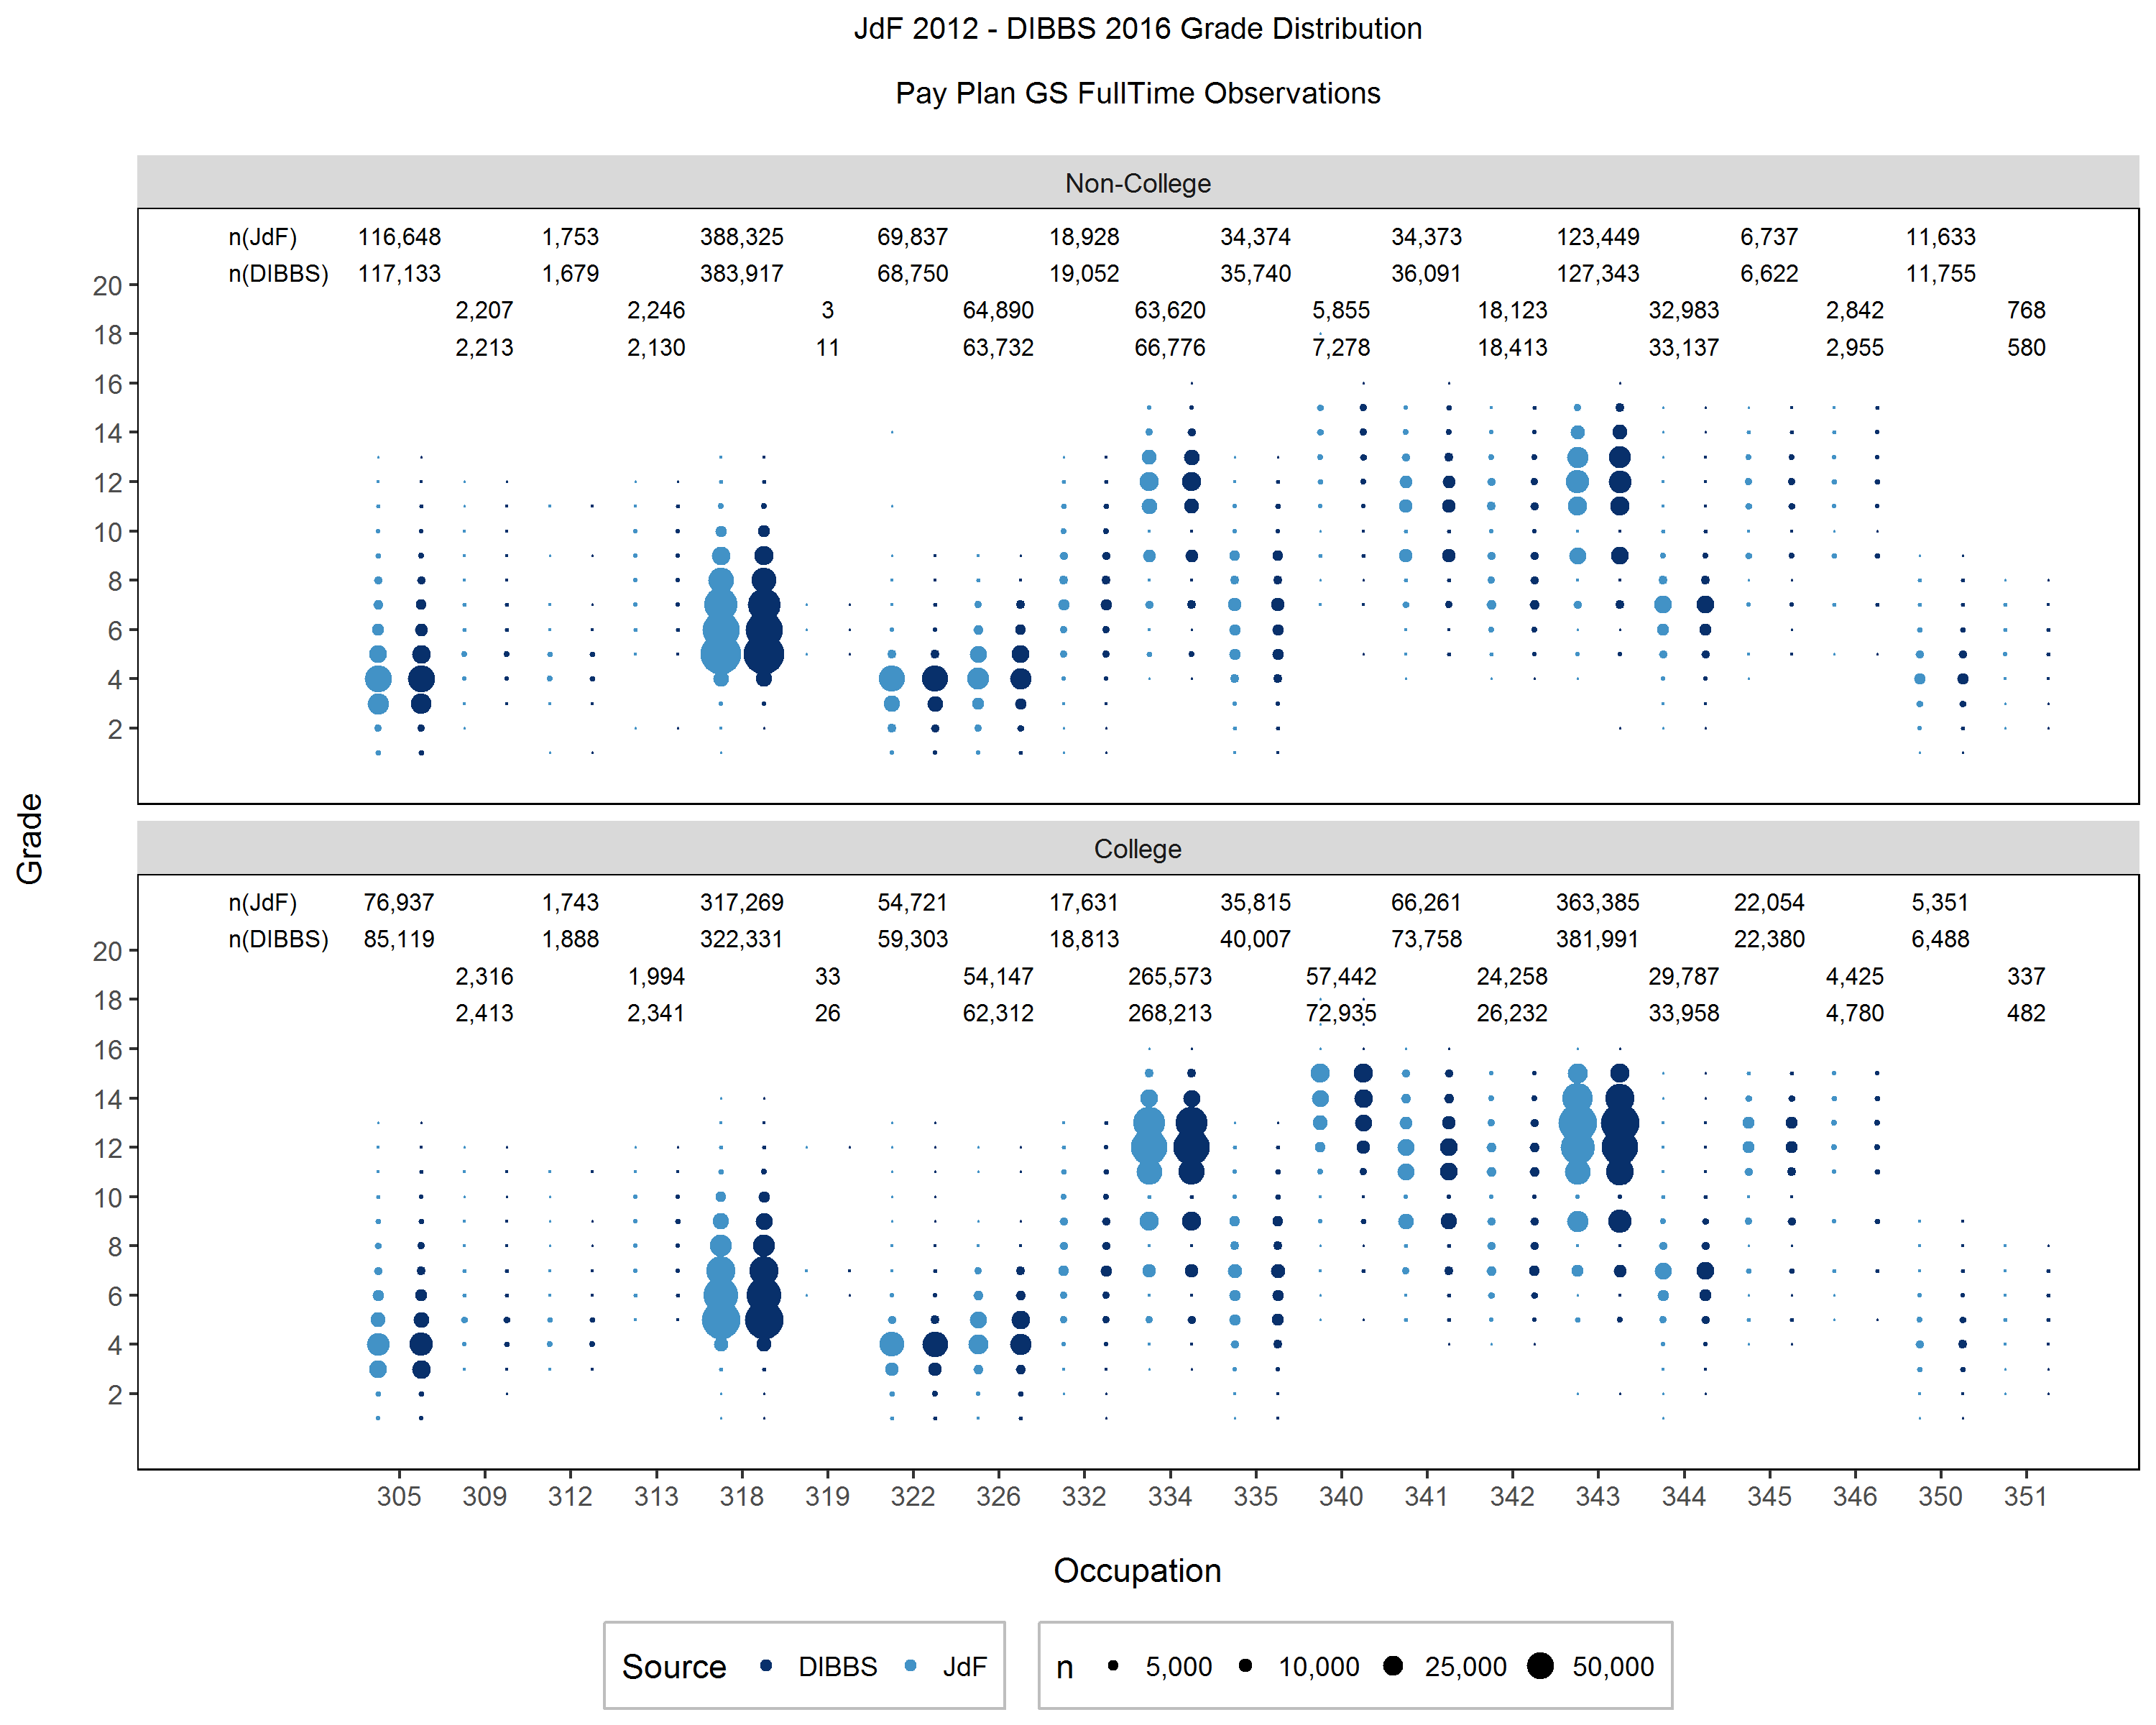 JdF 2012 - DIBBS 2016 Grade Distribution
Pay Plan GS FullTime Observations
Non-College
n(JdF) 116,648 1,753 388,325 69,837 18,928 34,374 34,373 123,449 6,737 11,633
n(DIBBS) 117,133 1,679 383,917 68,750 19,052 35,740 36,091 127,343 6,622 11,755
2,207 2,246 3 64,890 63,620 5,855 18,123 32,983 2,842 768
2,213 2,130 11 63,732 66,776 7,278 18,413 33,137 2,955 580
20
18
16
14
12
10
8
6
4
2
Grade
College
n(JdF) 76,937 1,743 317,269 54,721 17,631 35,815 66,261 363,385 22,054 5,351
n(DIBBS) 85,119 1,888 322,331 59,303 18,813 40,007 73,758 381,991 22,380 6,488
2,316 1,994 33 54,147 265,573 57,442 24,258 29,787 4,425 337
2,413 2,341 26 62,312 268,213 72,935 26,232 33,958 4,780 482
20
18
16
14
12
10
8
6
4
2
305 309 312 313 318 319 322 326 332 334 335 340 341 342 343 344 345 346 350 351
Occupation
Source DIBBS JdF
n 5,000 10,000 25,000 50,000